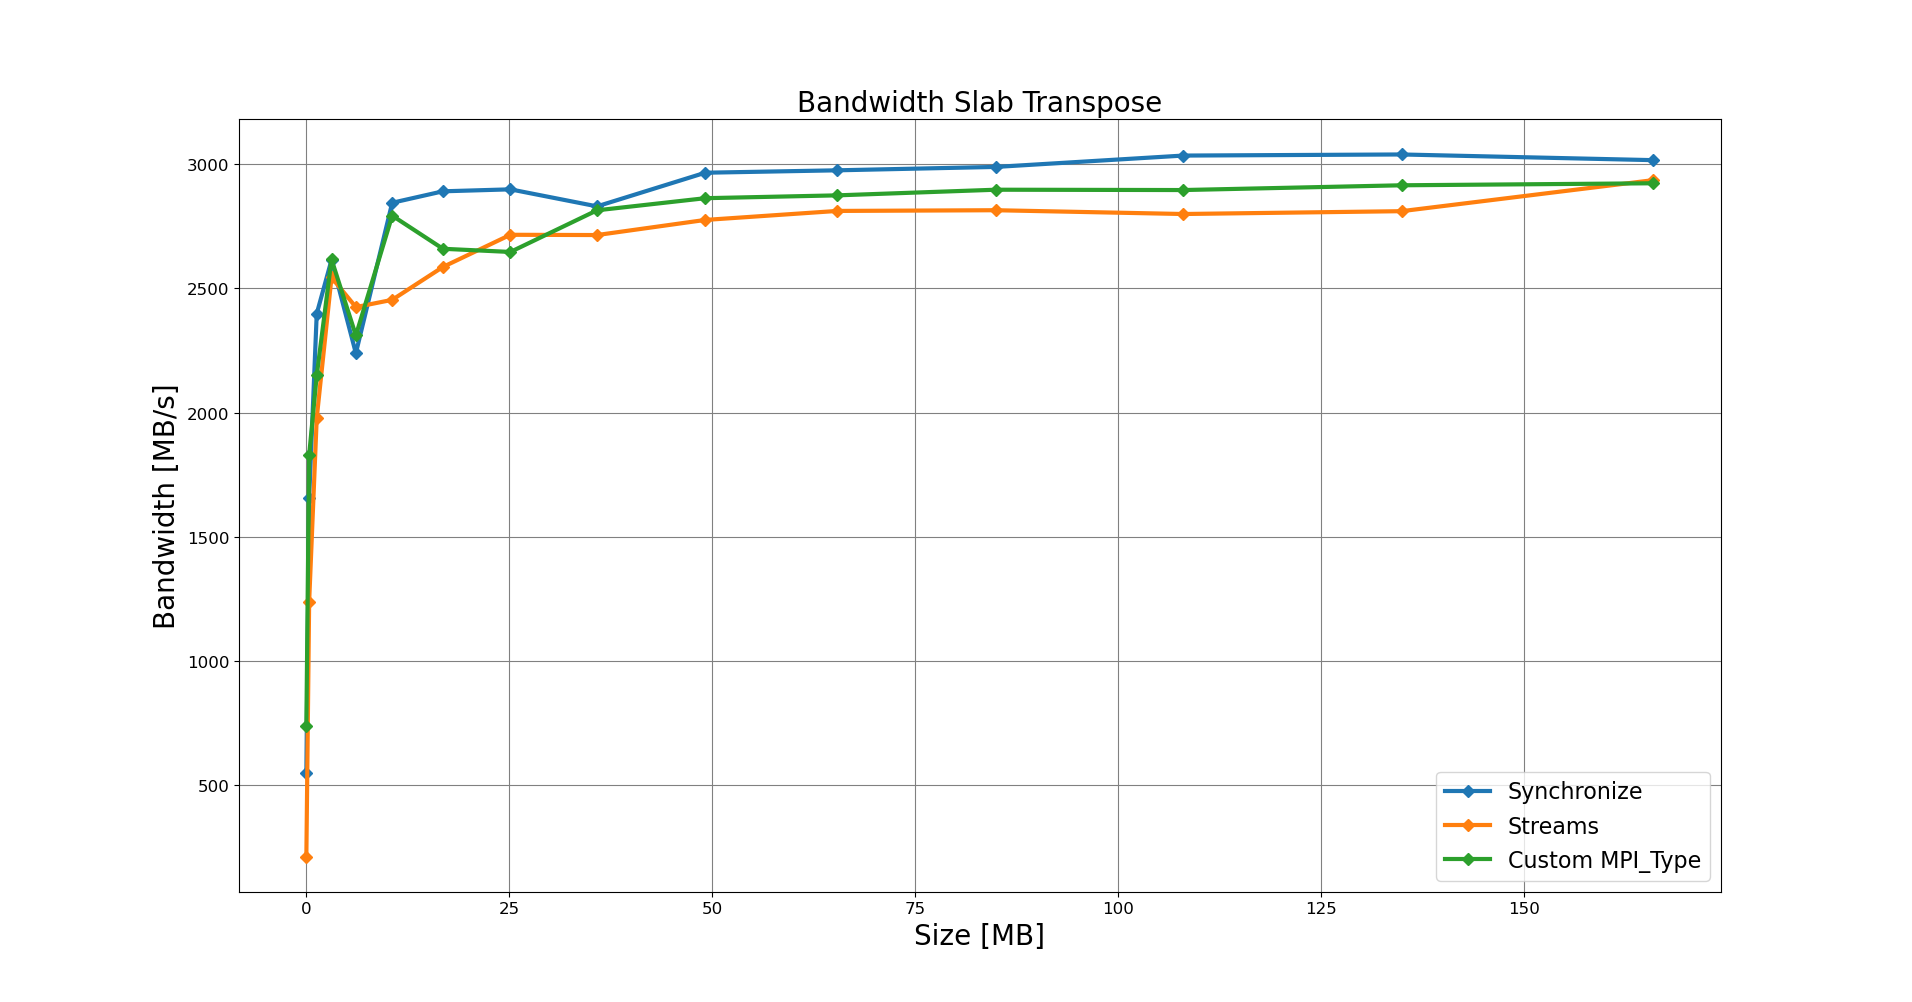 Bandwidth Slab Transpose
Bandwidth [MB/s]
3000
2500
2000
1500
1000
500
0 25 50 75 100 125 150
Size [MB]
Synchronize
Streams
Custom MPI_Type